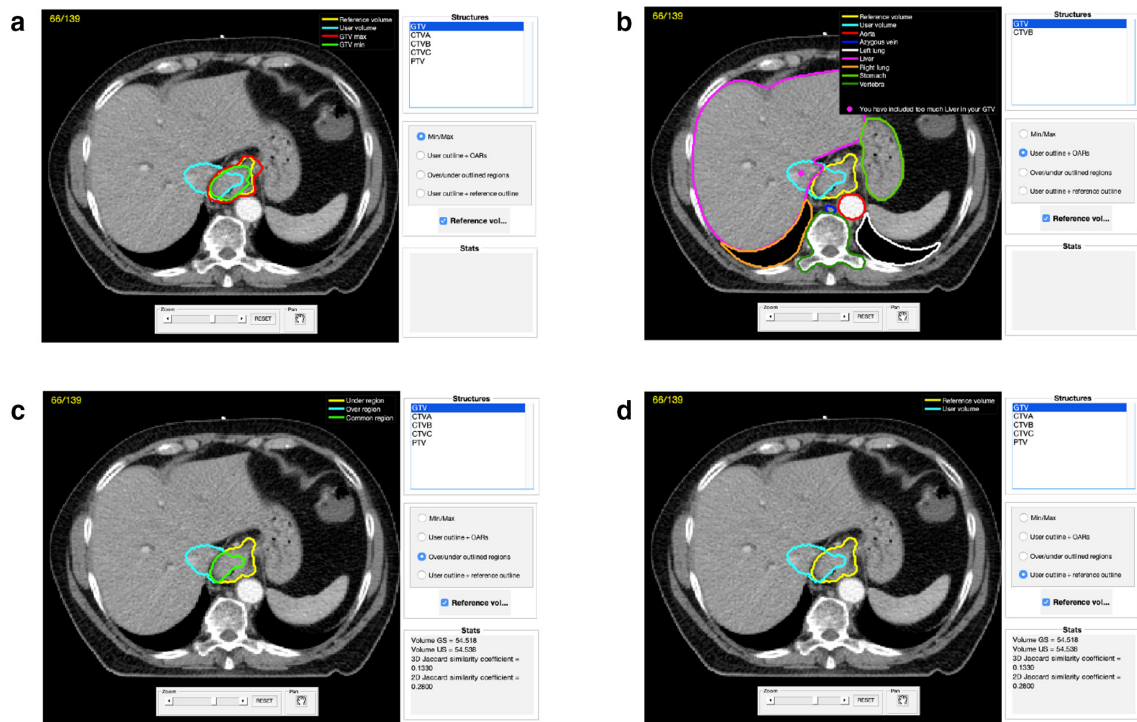 a
66/139
Reference volume
User volume
GTV max
GTV min
Structures
GTV
CTVA
CTVB
CTVC
PTV
Min/Max
User outline + OARs
Over/under outlined regions
User outline + reference outline
Reference vol...
Stats
Zoom
RESET
Pan
b
66/139
Reference volume
User volume
Aorta
Azygous vein
Left lung
Liver
Right lung
Stomach
Vertebra
You have included too much Liver in your GTV
Structures
GTV
CTVB
Min/Max
User outline + OARs
Over/under outlined regions
User outline + reference outline
Reference vol...
Stats
Zoom
RESET
Pan
c
66/139
Under region
Over region
Common region
Structures
GTV
CTVA
CTVB
CTVC
PTV
Min/Max
User outline + OARs
Over/under outlined regions
User outline + reference outline
Reference vol...
Stats
Volume GS = 54.518
Volume US = 54.536
3D Jaccard similarity coefficient =
0.1330
2D Jaccard similarity coefficient =
0.2800
Zoom
RESET
Pan
d
66/139
Reference volume
User volume
Structures
GTV
CTVA
CTVB
CTVC
PTV
Min/Max
User outline + OARs
Over/under outlined regions
User outline + reference outline
Reference vol...
Stats
Volume GS = 54.518
Volume US = 54.536
3D Jaccard similarity coefficient =
0.1330
2D Jaccard similarity coefficient =
0.2800
Zoom
RESET
Pan